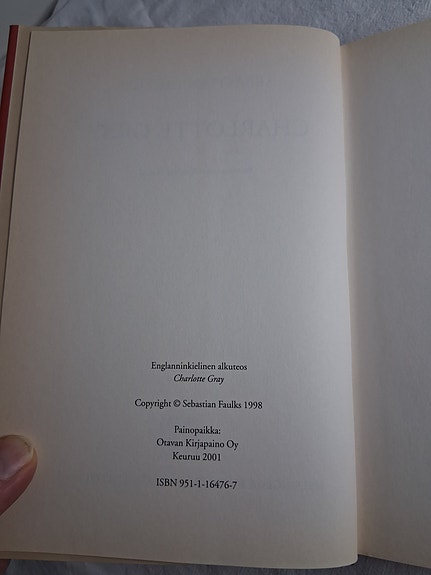 Englanninkielinen alkuteos
Charlotte Gray
Copyright © Sebastian Faulks 1998
Painopaikka:
Otavan Kirjapaino Oy
Keuruu 2001
ISBN 951-1-16476-7